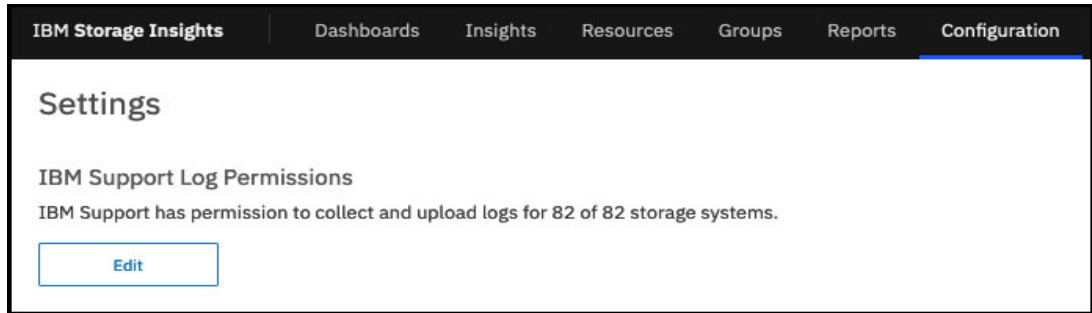 IBM Storage Insights Dashboards Insights Resources Groups Reports Configuration
Settings
IBM Support Log Permissions
IBM Support has permission to collect and upload logs for 82 of 82 storage systems.
Edit